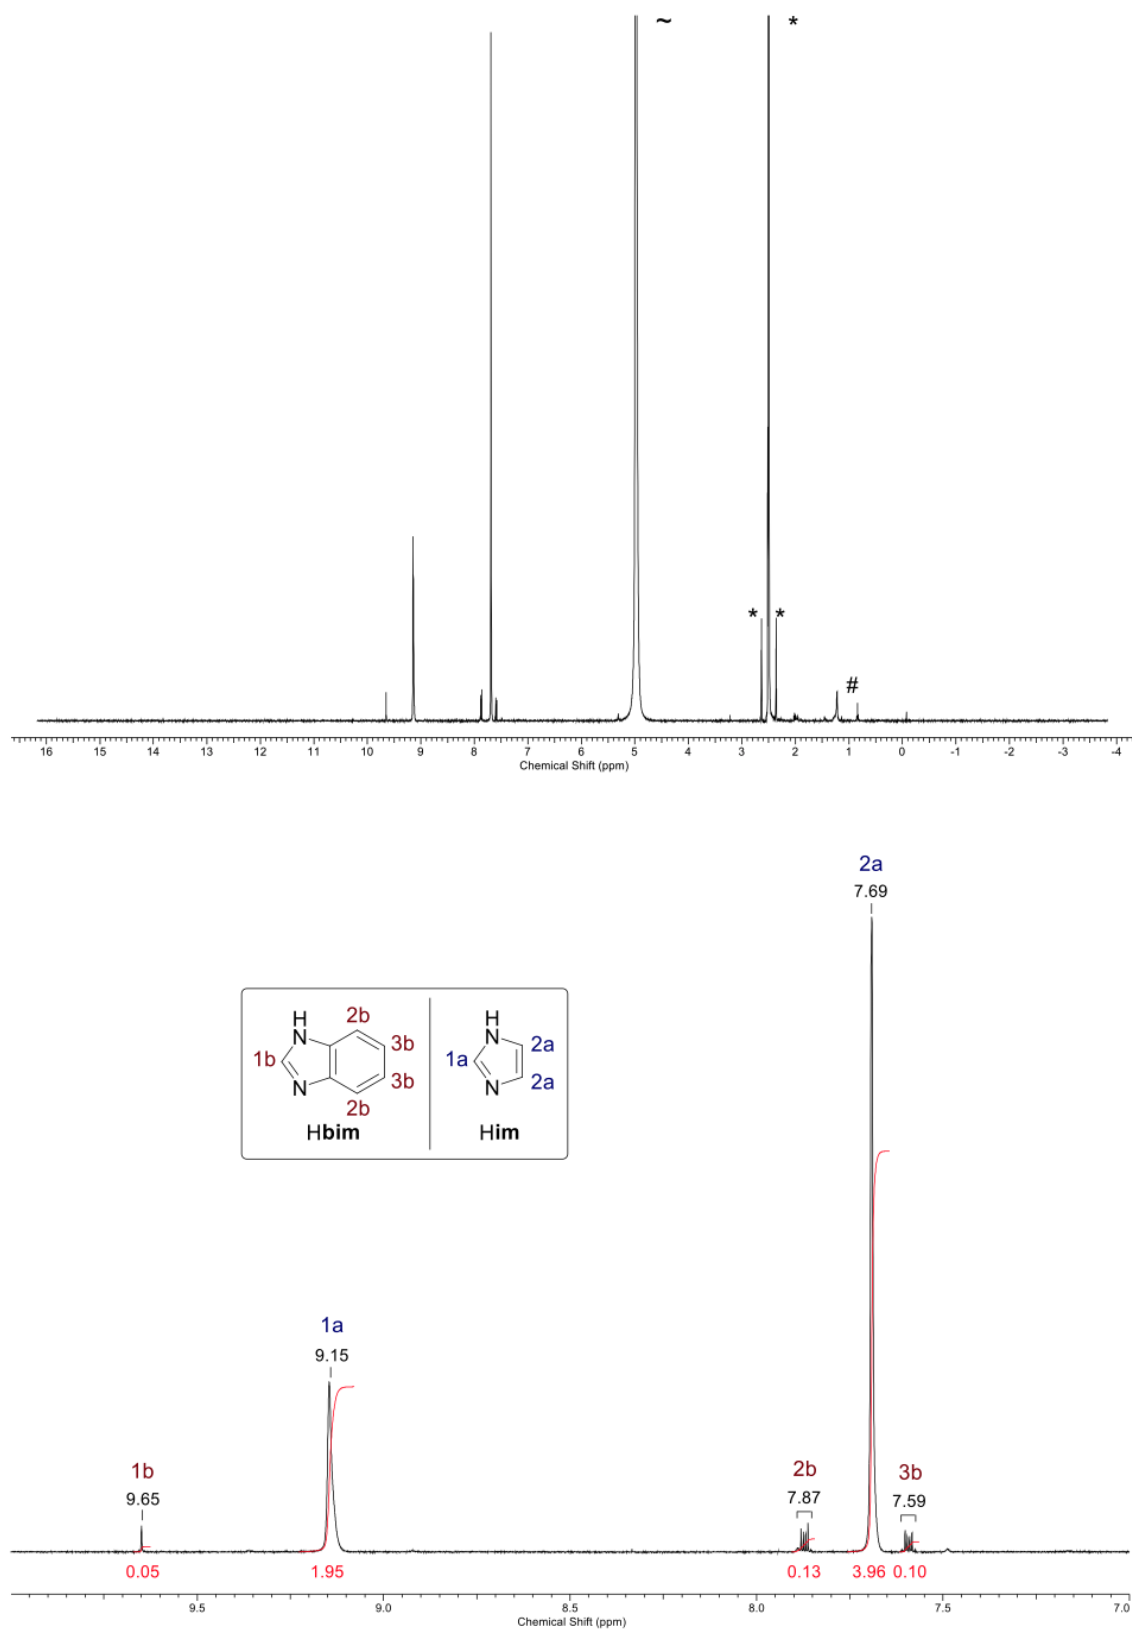 ~ *
* *
#
16 15 14 13 12 11 10 9 8 7 6 5 4 3 2 1 0 -1 -2 -3 -4
Chemical Shift (ppm)
2a
7.69
H
N
2b
3b
1b
3b
N
2b
Hbim
H
N
2a
1a
2a
N
Him
1a
9.15
1b
9.65
2b
7.87
3b
7.59
0.05 1.95 0.13 3.96 0.10
9.5 9.0 8.5 8.0 7.5 7.0
Chemical Shift (ppm)